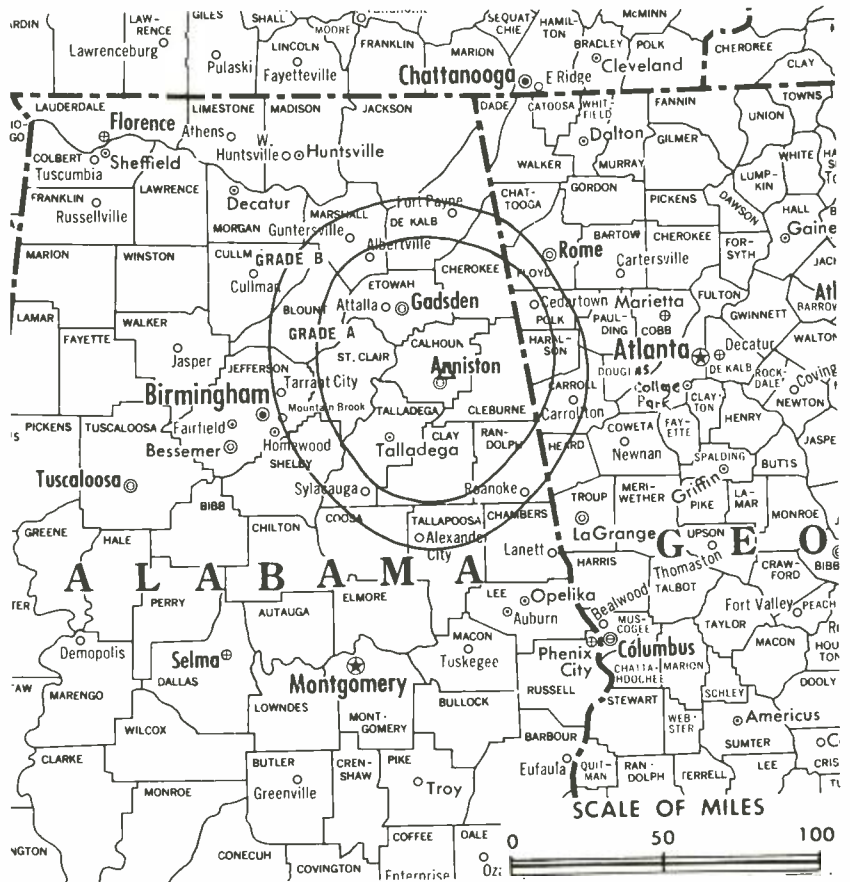 ARDIN
LAW-
RENCE
GILES
SHALL
MOORE
SEQUAT
CHIE
HAMIL-
TON
McMINN
Lawrenceburg
Pulaski
LINCOLN
Fayetteville
FRANKLIN
MARION
BRADLEY
POLK
CHEROKEE
Cleveland
CLAY
Chattanooga
E Ridge
LAUDERDALE
LIMESTONE
MADISON
JACKSON
DADE
CATOOSA
WHIT-
FIELD
FANNIN
TOWNS
UNION
Florence
Athens
W.
Huntsville
Huntsville
Dalton
GILMER
COLBERT
Sheffield
Tuscumbia
WALKER
MURRAY
WHITE
LUMP-
KIN
FRANKLIN
Russellville
LAWRENCE
Decatur
CHAT-
TOOGA
GORDON
PICKENS
DAWSON
HALL
MORGAN
MARSHALL
Guntersville
Fort Payne
DE KALB
Albertville
Rome
BARTOW
CHEROKEE
FOR-
SYTH
Gaine
MARION
WINSTON
CULLM
GRADE B
Cullman
CHEROKEE
FLOYD
Cartersville
ETOWAH
Attalla
Gadsden
Cedartown
POLK
Marietta
COBB
FULTON
GWINNETT
BARROW
LAMAR
FAYETTE
WALKER
BLOUNT
GRADE A
PAUL-
DING
HARAL-
SON
WALTON
Jasper
ST. CLAIR
CALHOUN
Anniston
Atlanta
Decatur
DE KALB
ROCK-
DALE
JEFFERSON
Tarrant City
DOUGLAS
College
Park
Birmingham
Mountain Brook
CARROLL
Carrollton
CLAY-
TON
NEWTON
HENRY
PICKENS
TUSCALOOSA
Fairfield
Homewood
TALLADEGA
CLEBURNE
Bessemer
Talladega
CLAY
RAN-
DOLPH
HEARD
COWETA
Newnan
FAY-
ETTE
JASPE
SHELBY
SPALDING
Griffin
BUTTS
Tuscaloosa
Sylacauga
Roanoke
TROUP
MERI-
WETHER
PIKE
LA-
MAR
MONROE
BIBB
COOSA
TALLAPOOSA
CHAMBERS
LaGrange
GREENE
HALE
CHILTON
Alexander
City
Lanett
UPSON
Thomaston
G E O
BIBB
HARRIS
TALBOT
CRAW-
FORD
A L A B A M A
PERRY
AUTAUGA
ELMORE
LEE
Opelika
Auburn
Bealwood
MUS-
COGEE
Fort Valley
PEACH
TAYLOR
MACON
Demopolis
Selma
DALLAS
MACON
Tuskegee
Phenix
City
Columbus
CHATTA-
HOOCHEE
MARION
MACON
DOOLY
MARENGO
Montgomery
LOWNDES
MONT-
GOMERY
BULLOCK
RUSSELL
STEWART
SCHLEY
WEB-
STER
Americus
SUMTER
WILCOX
BARBOUR
CLARKE
BUTLER
Greenville
CREN-
SHAW
PIKE
Troy
Eufaula
QUIT-
MAN
RAN-
DOLPH
TERRELL
LEE
CRIS
MONROE
SCALE OF MILES
0 50 100
CONECUH
COVINGTON
COFFEE
Enterprise
DALE